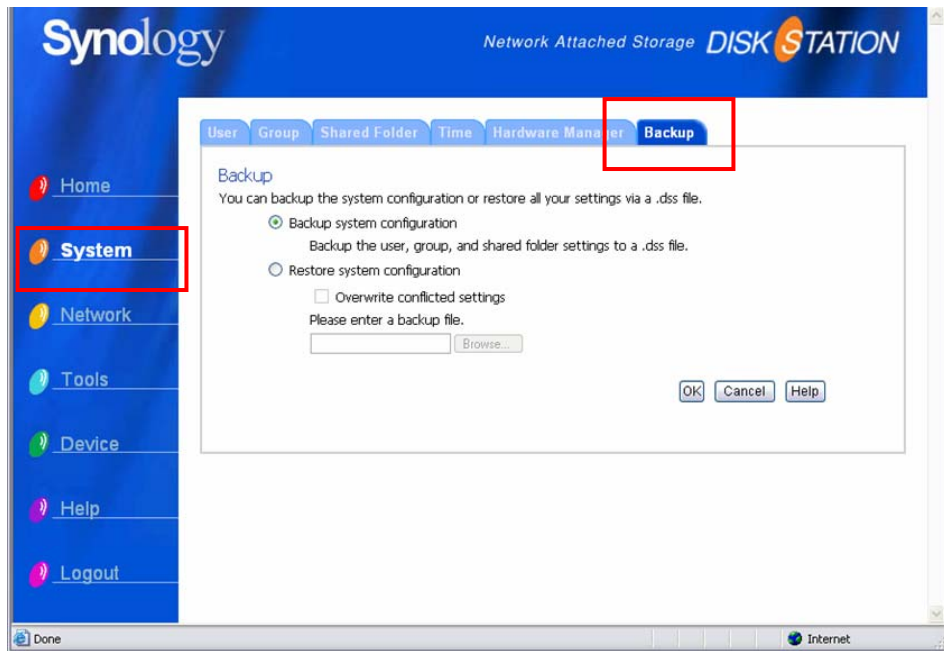 Synology
Network Attached Storage DISK STATION
User Group Shared Folder Time Hardware Manager Backup
Home
System
Network
Tools
Device
Help
Logout
Backup
You can backup the system configuration or restore all your settings via a .dss file.
Backup system configuration
Backup the user, group, and shared folder settings to a .dss file.
Restore system configuration
Overwrite conflicted settings
Please enter a backup file.
Browse...
OK Cancel Help
Done Internet